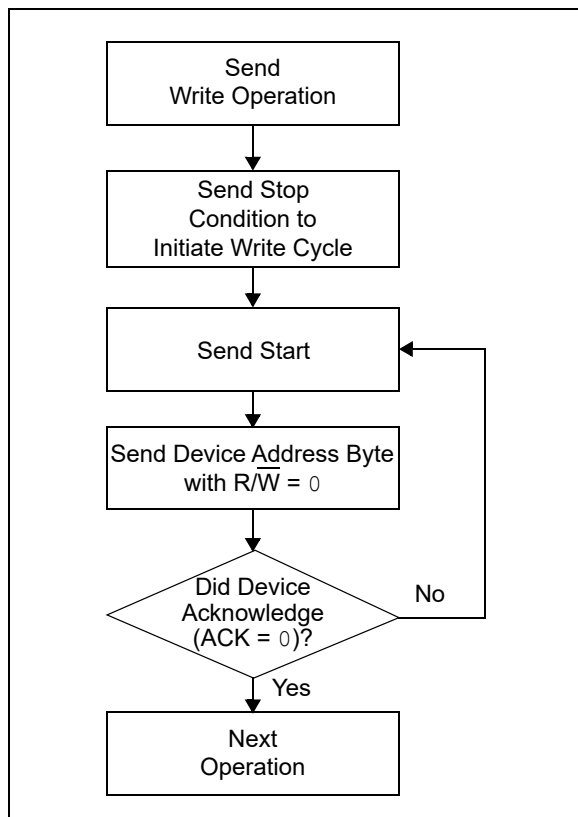 Send
Write Operation
Send Stop
Condition to
Initiate Write Cycle
Send Start
Send Device Address Byte
with R/W̅ = 0
Did Device
Acknowledge
(ACK = 0)?
No
Yes
Next
Operation